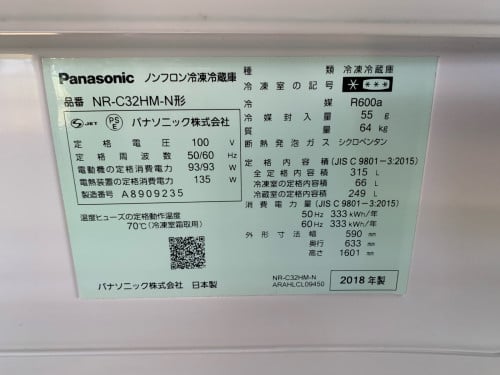 Panasonic ノンフロン冷凍冷蔵庫
品番 NR-C32HM-N形
S JET PS E パナソニック株式会社
定格電圧 100 V
定格周波数 50/60 Hz
電動機の定格消費電力 93/93 W
電熱装置の定格消費電力 135 W
製造番号 A8909235
温度ヒューズの定格動作温度
70℃(冷凍室箱取用)
パナソニック株式会社 日本製
種類 冷凍冷蔵庫
冷凍室の記号
冷媒 R600a
冷媒封入量 55 g
質量 64 kg
断熱発泡ガス シクロペンタン
定格内容積(JIS C 9801-3:2015)
全定格内容積 315 L
冷凍室の定格内容積 66 L
冷蔵室の定格内容積 249 L
消費電力量(JIS C 9801-3:2015)
50Hz 333 kWh/年
60Hz 333 kWh/年
外形寸法 幅 590 mm
奥行 633 mm
高さ 1601 mm
NR-C32HM-N
ARAHLCL09450
2018年製